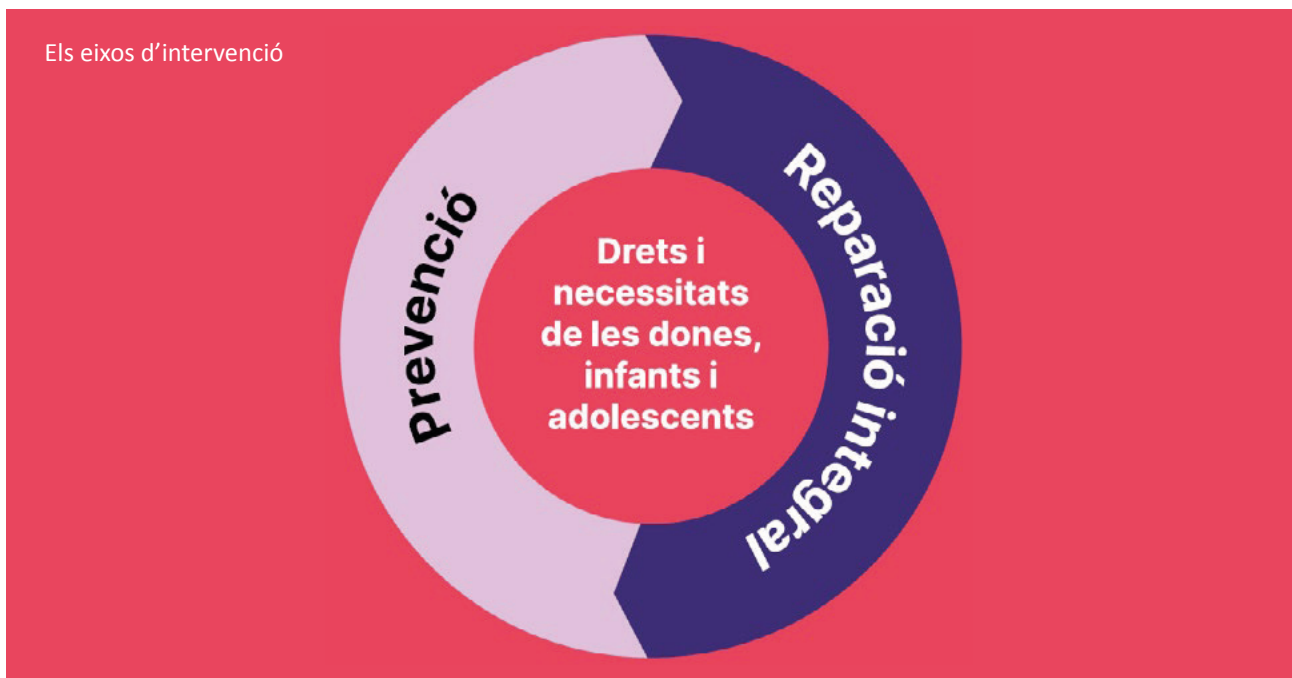 Els eixos d’intervenció
Prevenció
Drets i
necessitats
de les dones,
infants i
adolescents
Reparació integral